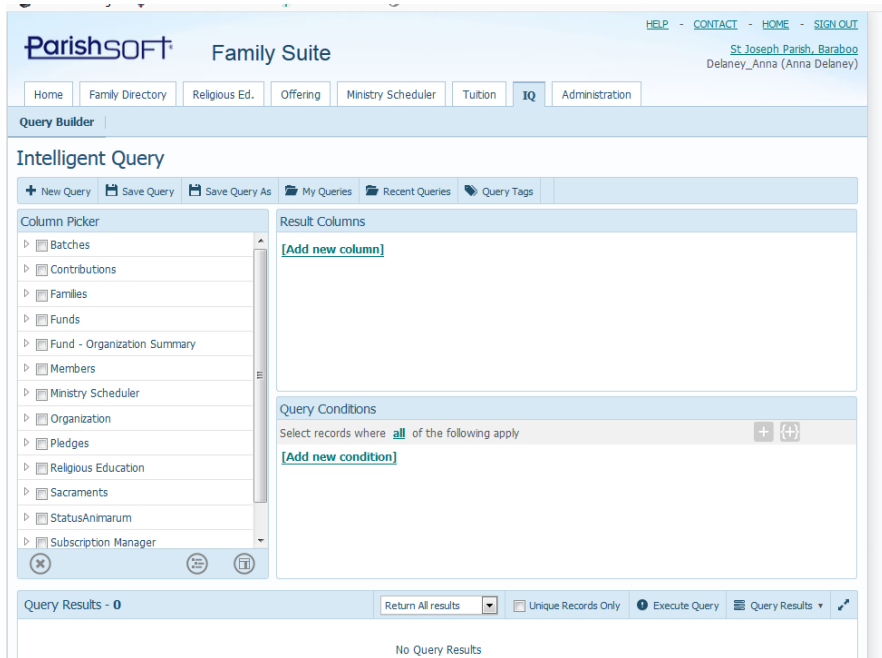 HELP - CONTACT - HOME - SIGN OUT
ParishSOFT Family Suite
St Joseph Parish, Baraboo
Delaney_Anna (Anna Delaney)
Home Family Directory Religious Ed. Offering Ministry Scheduler Tuition IQ Administration
Query Builder
Intelligent Query
New Query Save Query Save Query As My Queries Recent Queries Query Tags
Column Picker
Batches
Contributions
Families
Funds
Fund - Organization Summary
Members
Ministry Scheduler
Organization
Pledges
Religious Education
Sacraments
StatusAnimarum
Subscription Manager
Result Columns
[Add new column]
Query Conditions
Select records where all of the following apply
[Add new condition]
Query Results - 0 Return All results Unique Records Only Execute Query Query Results
No Query Results